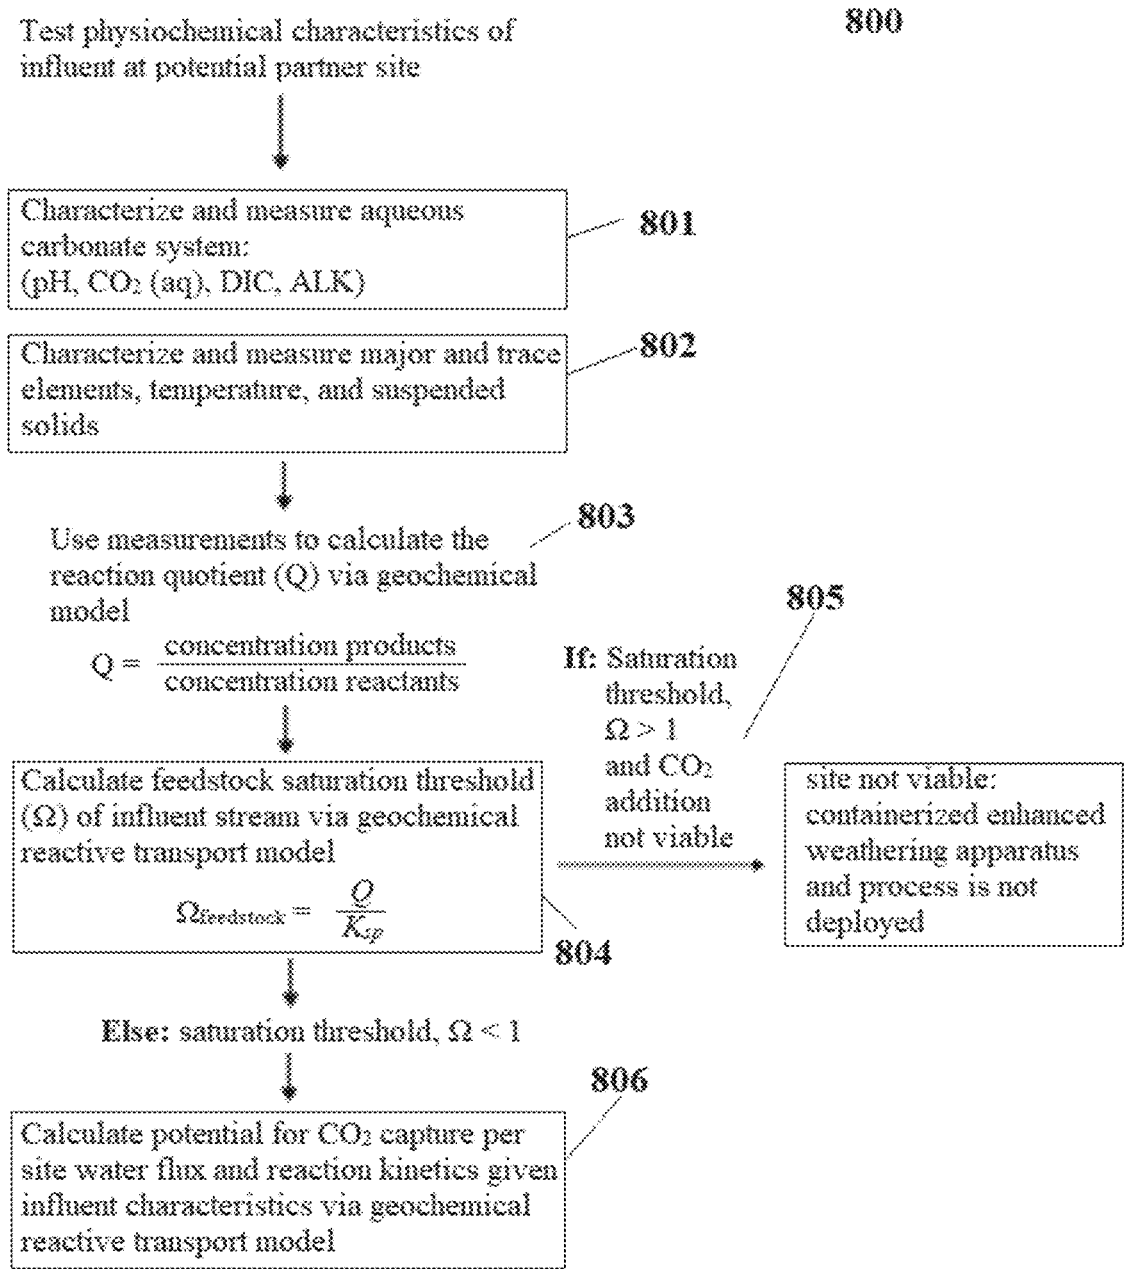 800
Test physiochemical characteristics of
influent at potential partner site
Characterize and measure aqueous
carbonate system:
(pH, CO₂ (aq), DIC, ALK)
801
Characterize and measure major and trace
elements, temperature, and suspended
solids
802
Use measurements to calculate the
reaction quotient (Q) via geochemical
model
803
Q = concentration products
concentration reactants
Calculate feedstock saturation threshold
(Ω) of influent stream via geochemical
reactive transport model
Ω feedstock = Q
Ksp
804
805
If: Saturation
threshold,
Ω > 1
and CO₂
addition
not viable
site not viable:
containerized enhanced
weathering apparatus
and process is not
deployed
Else: saturation threshold, Ω < 1
806
Calculate potential for CO₂ capture per
site water flux and reaction kinetics given
influent characteristics via geochemical
reactive transport model